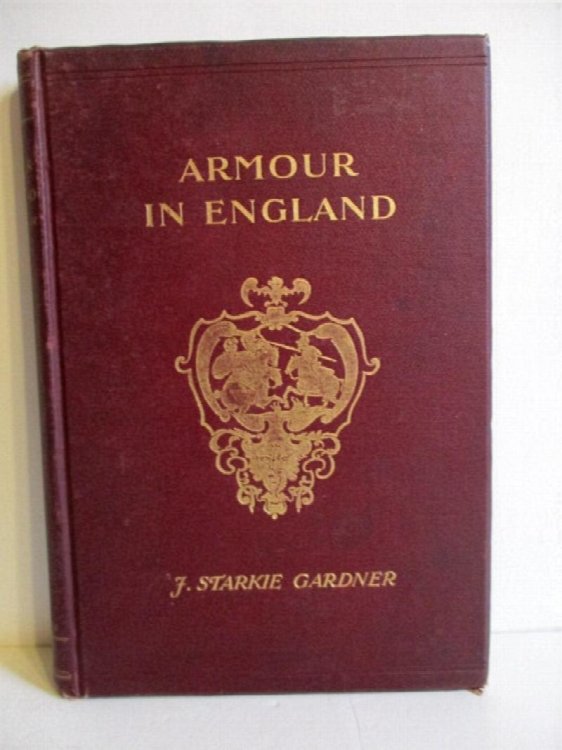 ARMOUR
IN ENGLAND
J. STARKIE GARDNER